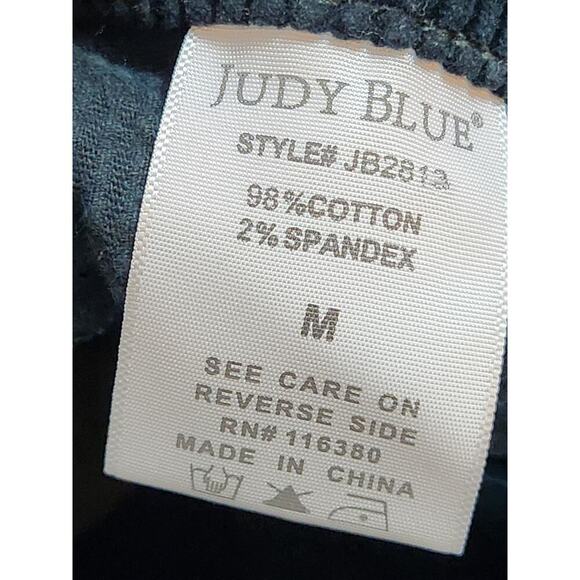 JUDY BLUE®
STYLE# JB2813
98%COTTON
2%SPANDEX
M
SEE CARE ON
REVERSE SIDE
RN# 116380
MADE IN CHINA